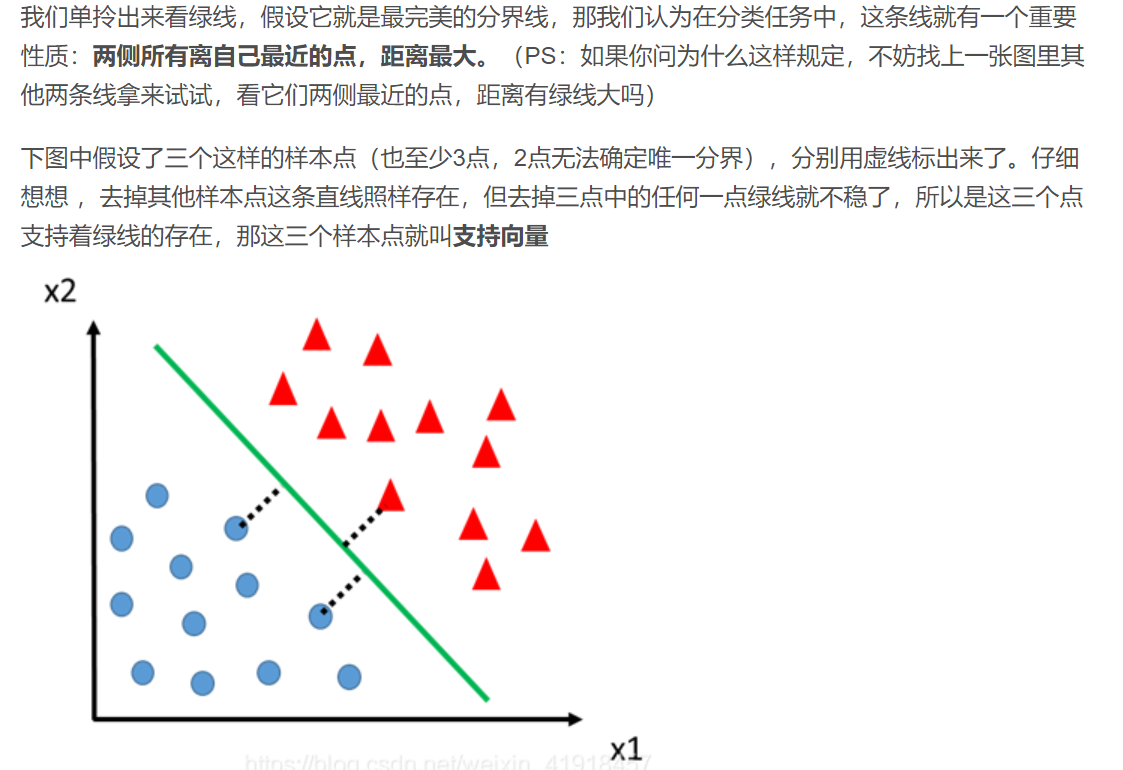 我们单拎出来看绿线，假设它就是最完美的分界线，那我们认为在分类任务中，这条线就有一个重要
性质：两侧所有离自己最近的点，距离最大。（PS：如果你问为什么这样规定，不妨找上一张图里其
他两条线拿来试试，看它们两侧最近的点，距离有绿线大吗）
下图中假设了三个这样的样本点（也至少3点，2点无法确定唯一分界），分别用虚线标出来了。仔细
想想 ，去掉其他样本点这条直线照样存在，但去掉三点中的任何一点绿线就不稳了，所以是这三个点
支持着绿线的存在，那这三个样本点就叫支持向量
x2
x1
https://blog.csdn.net/weixin_41918457